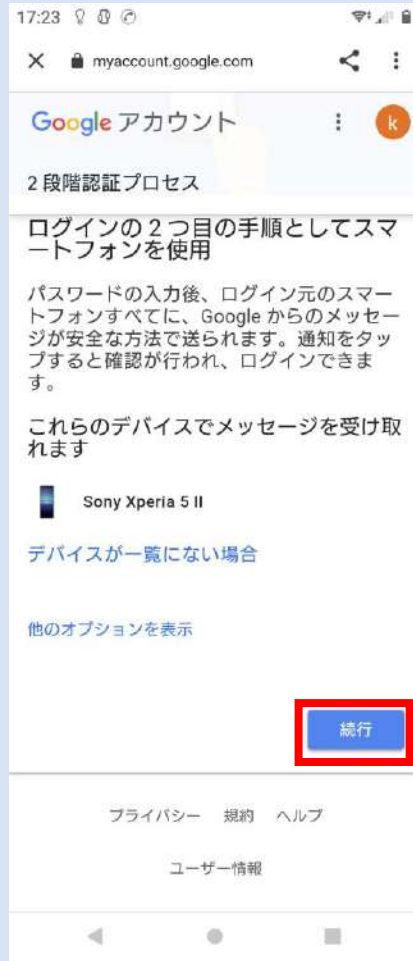 17:23
myaccount.google.com
Google アカウント
k
2 段階認証プロセス
ログインの 2 つ目の手順としてスマ
ートフォンを使用
パスワードの入力後、ログイン元のスマー
トフォンすべてに、Google からのメッセー
ジが安全な方法で送られます。通知をタッ
プすると確認が行われ、ログインできま
す。
これらのデバイスでメッセージを受け取
れます
Sony Xperia 5 II
デバイスが一覧にない場合
他のオプションを表示
続行
プライバシー 規約 ヘルプ
ユーザー情報